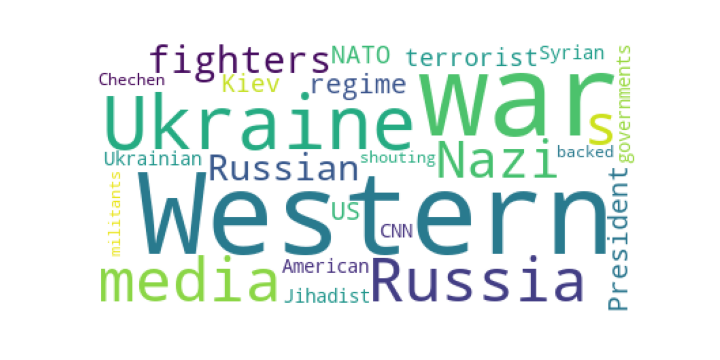 fighters NATO terrorist Syrian
Chechen Kiev regime war governments
Ukraine s
Ukrainian Russian shouting Nazi backed
militants Western US CNN President
media American Russia
Jihadist